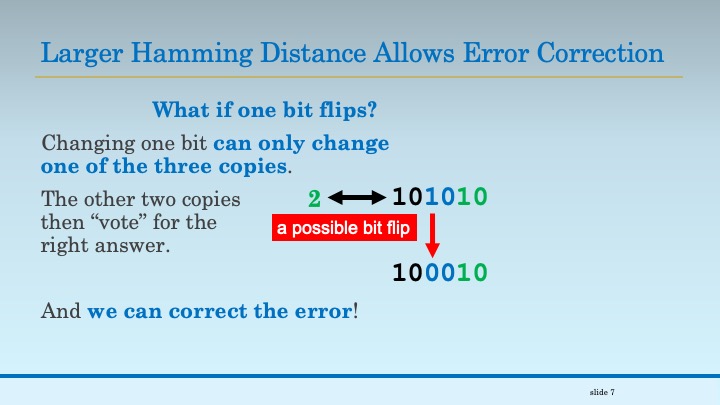 Larger Hamming Distance Allows Error Correction
What if one bit flips?
Changing one bit can only change
one of the three copies.
The other two copies
then “vote” for the
right answer.
2 101010
a possible bit flip
100010
And we can correct the error!
slide 7